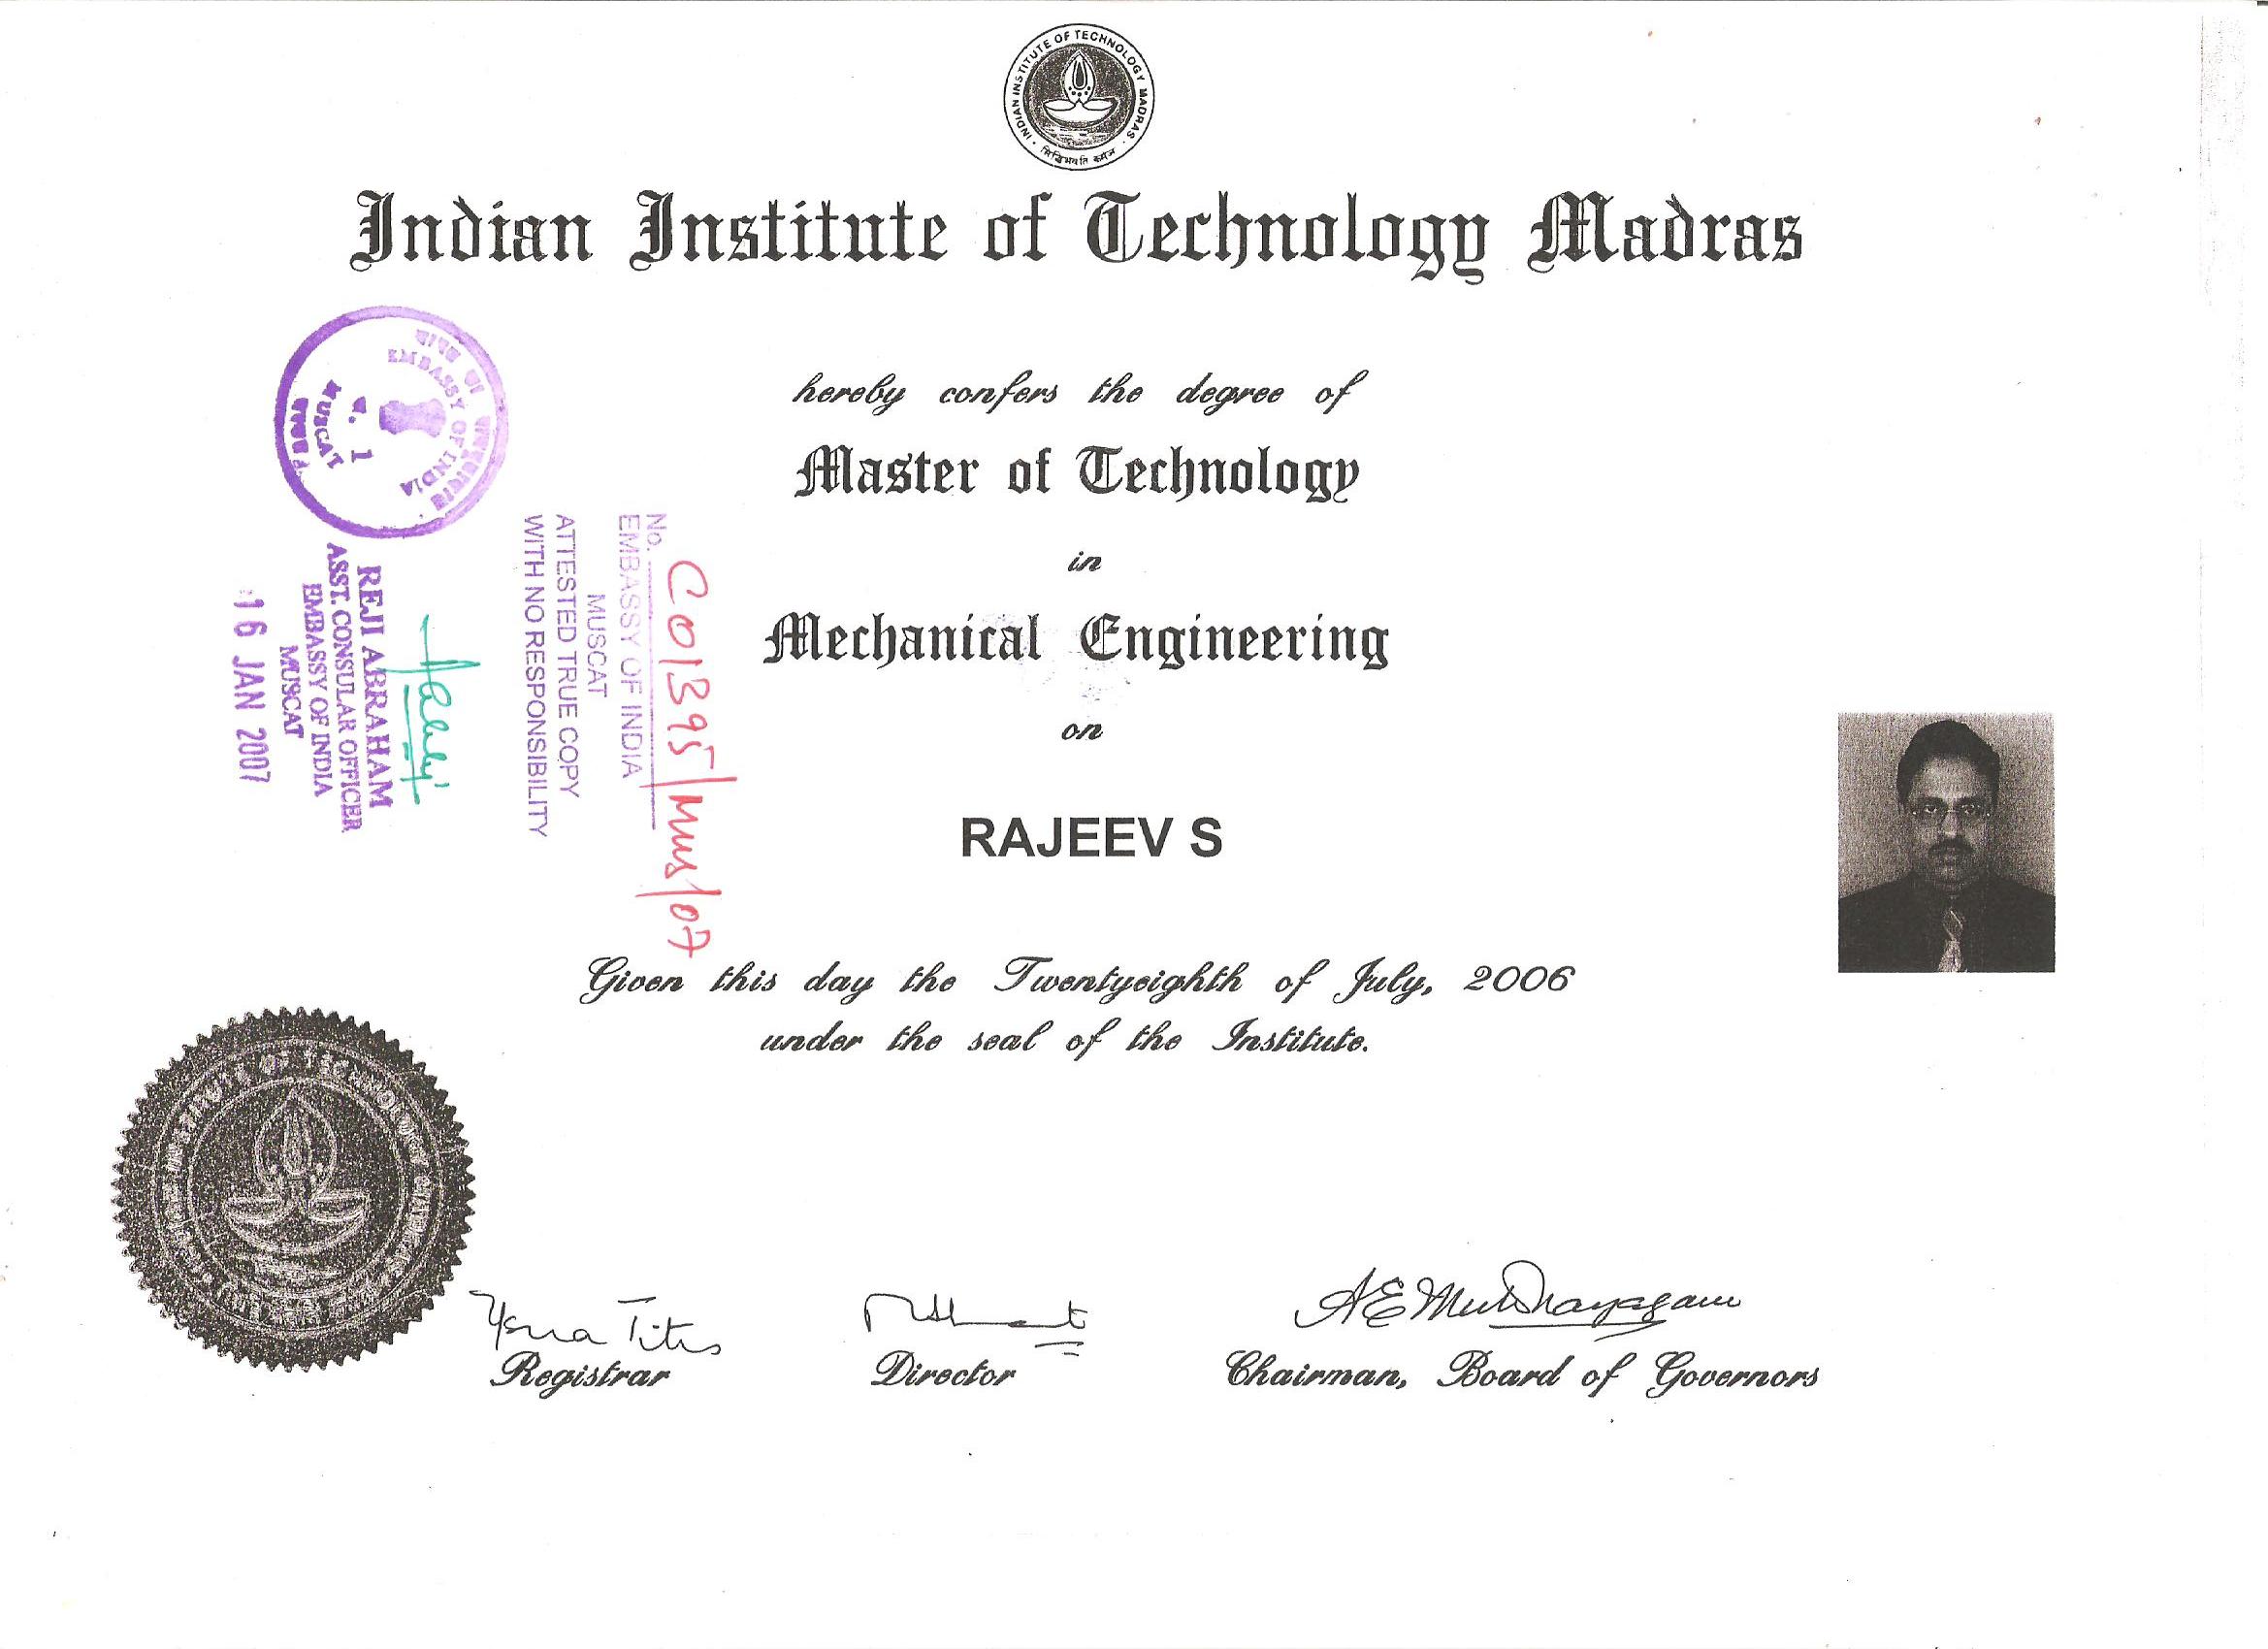 INDIAN INSTITUTE OF TECHNOLOGY MADRAS
सिद्धिर्भवति कर्मजा
Indian Institute of Technology Madras
hereby confers the degree of
Master of Technology
in
Mechanical Engineering
on
RAJEEV S
Given this day the Twentyeighth of July, 2006
under the seal of the Institute.
EMBASSY OF INDIA
MUSCAT
No. CO1B95/Mus/07
EMBASSY OF INDIA
MUSCAT
ATTESTED TRUE COPY
WITH NO RESPONSIBILITY
REJI ABRAHAM
ASST. CONSULAR OFFICER
EMBASSY OF INDIA
MUSCAT
16 JAN 2007
Registrar
Director
Chairman, Board of Governors